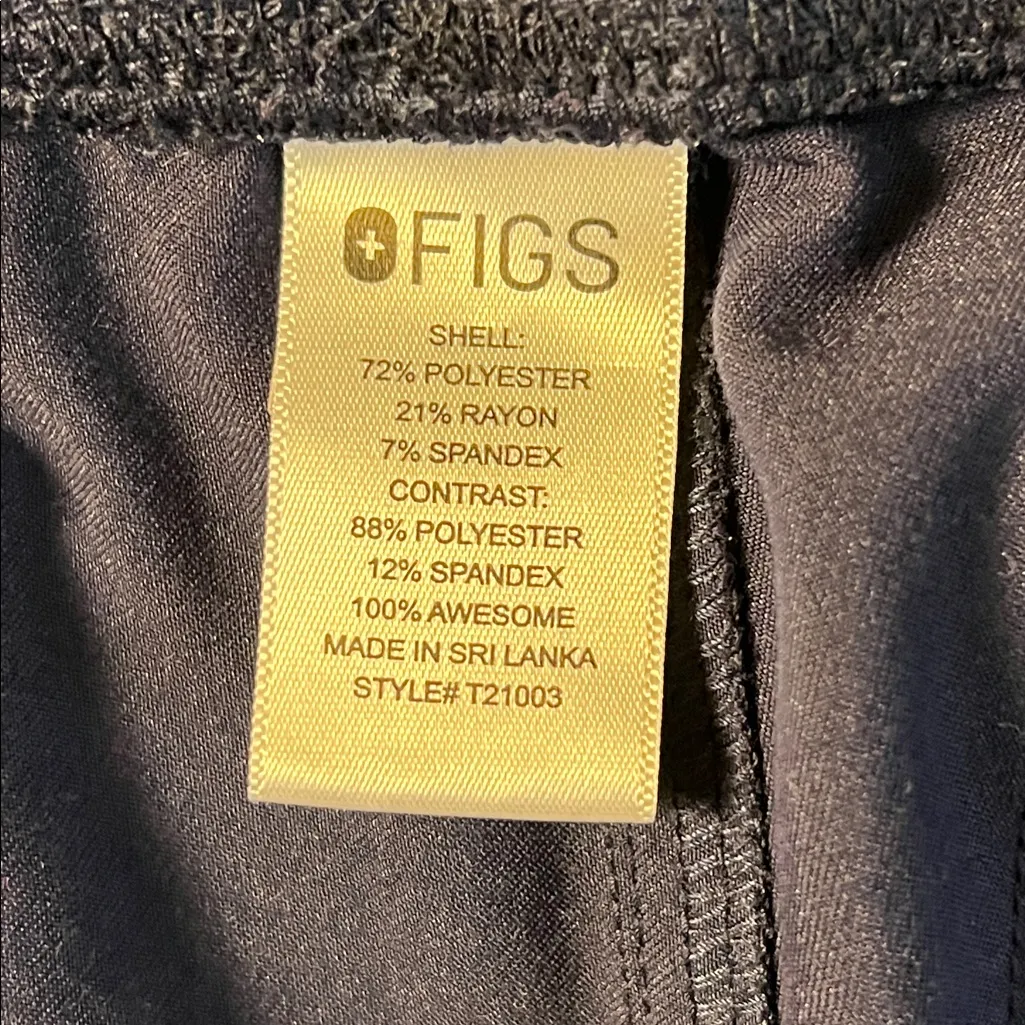 FIGS
SHELL:
72% POLYESTER
21% RAYON
7% SPANDEX
CONTRAST:
88% POLYESTER
12% SPANDEX
100% AWESOME
MADE IN SRI LANKA
STYLE# T21003